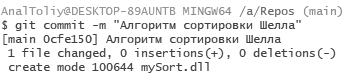 AnalToliy@DESKTOP-89AUNTB MINGW64 /a/Repos (main)
$ git commit -m "Алгоритм сортировки Шелла"
[main 0cfe150] Алгоритм сортировки Шелла
1 file changed, 0 insertions(+), 0 deletions(-)
create mode 100644 mySort.dll